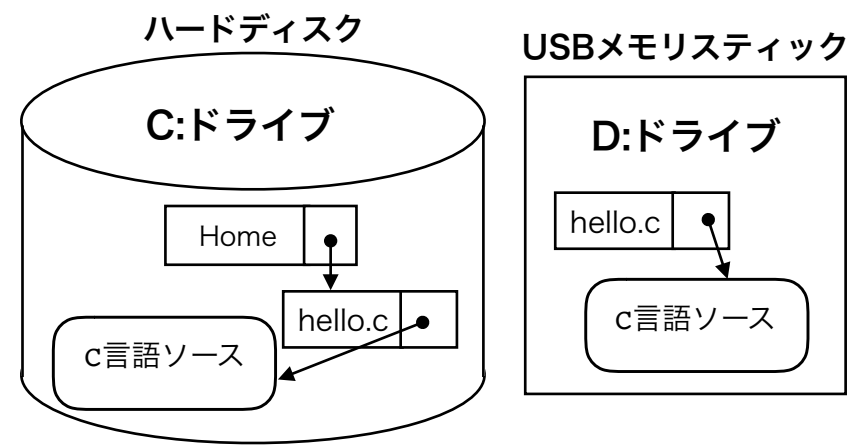 ハードディスク
C:ドライブ
Home
hello.c
c言語ソース
USBメモリスティック
D:ドライブ
hello.c
c言語ソース